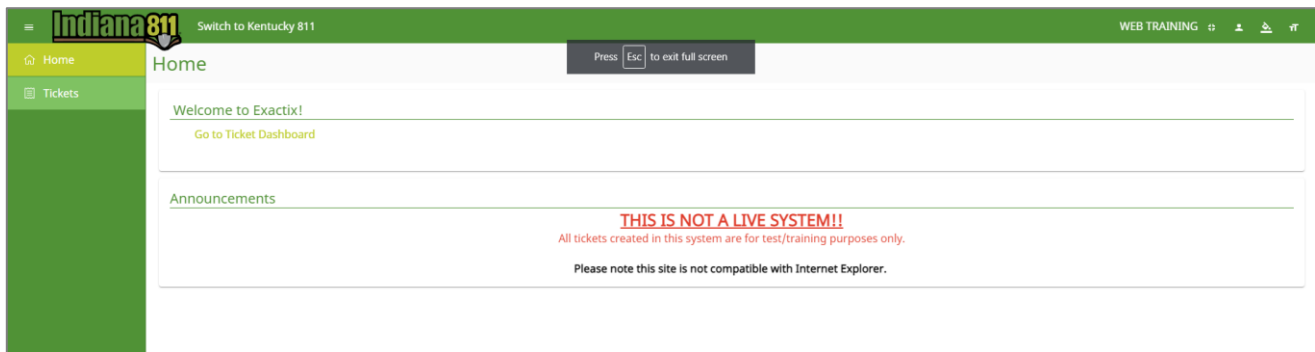 Indiana811
Switch to Kentucky 811
WEB TRAINING
Home
Tickets
Home
Press Esc to exit full screen
Welcome to Exactix!
Go to Ticket Dashboard
Announcements
THIS IS NOT A LIVE SYSTEM!!
All tickets created in this system are for test/training purposes only.
Please note this site is not compatible with Internet Explorer.